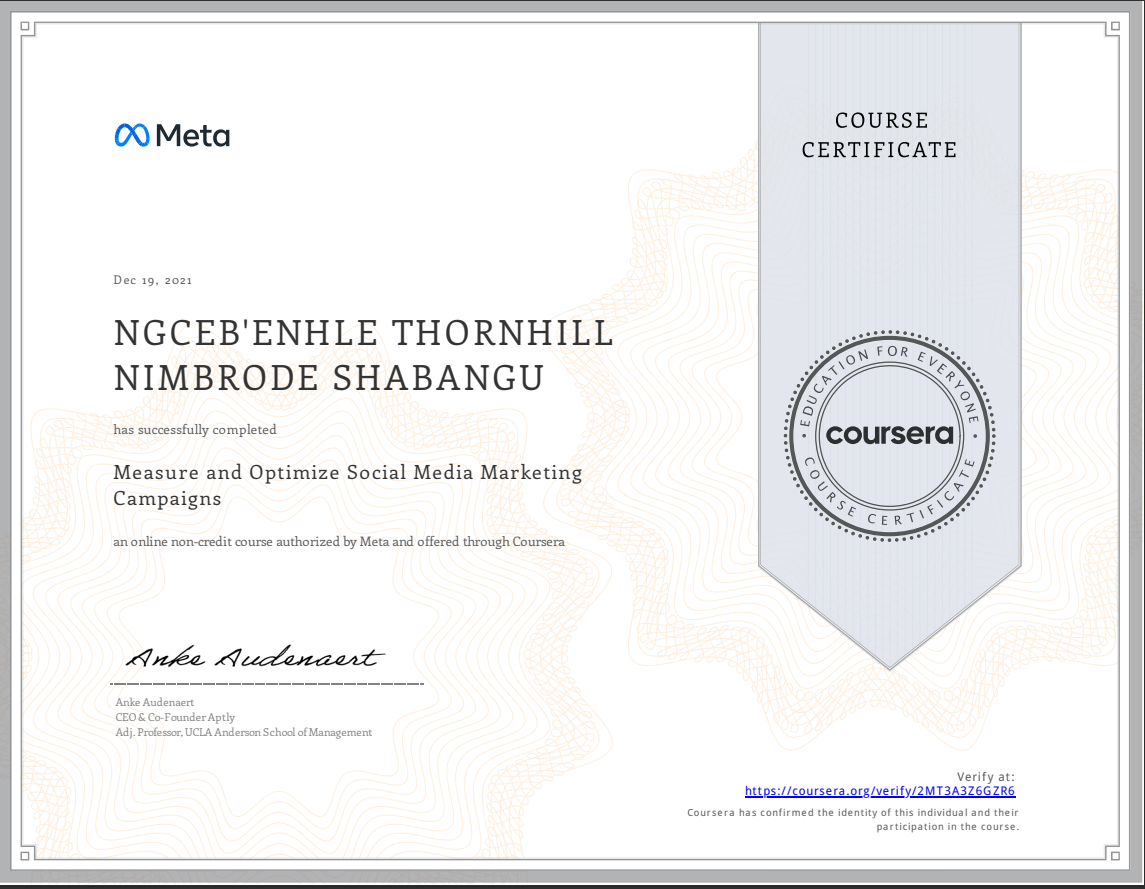 Meta
COURSE
CERTIFICATE
Dec 19, 2021
NGCEB'ENHLE THORNHILL
NIMBRODE SHABANGU
has successfully completed
Measure and Optimize Social Media Marketing
Campaigns
an online non-credit course authorized by Meta and offered through Coursera
EDUCATION FOR EVERYONE
coursera
COURSE CERTIFICATE
Anke Audenaert
Anke Audenaert
CEO & Co-Founder Aptly
Adj. Professor, UCLA Anderson School of Management
Verify at:
https://coursera.org/verify/2MT3A3Z6GZR6
Coursera has confirmed the identity of this individual and their
participation in the course.